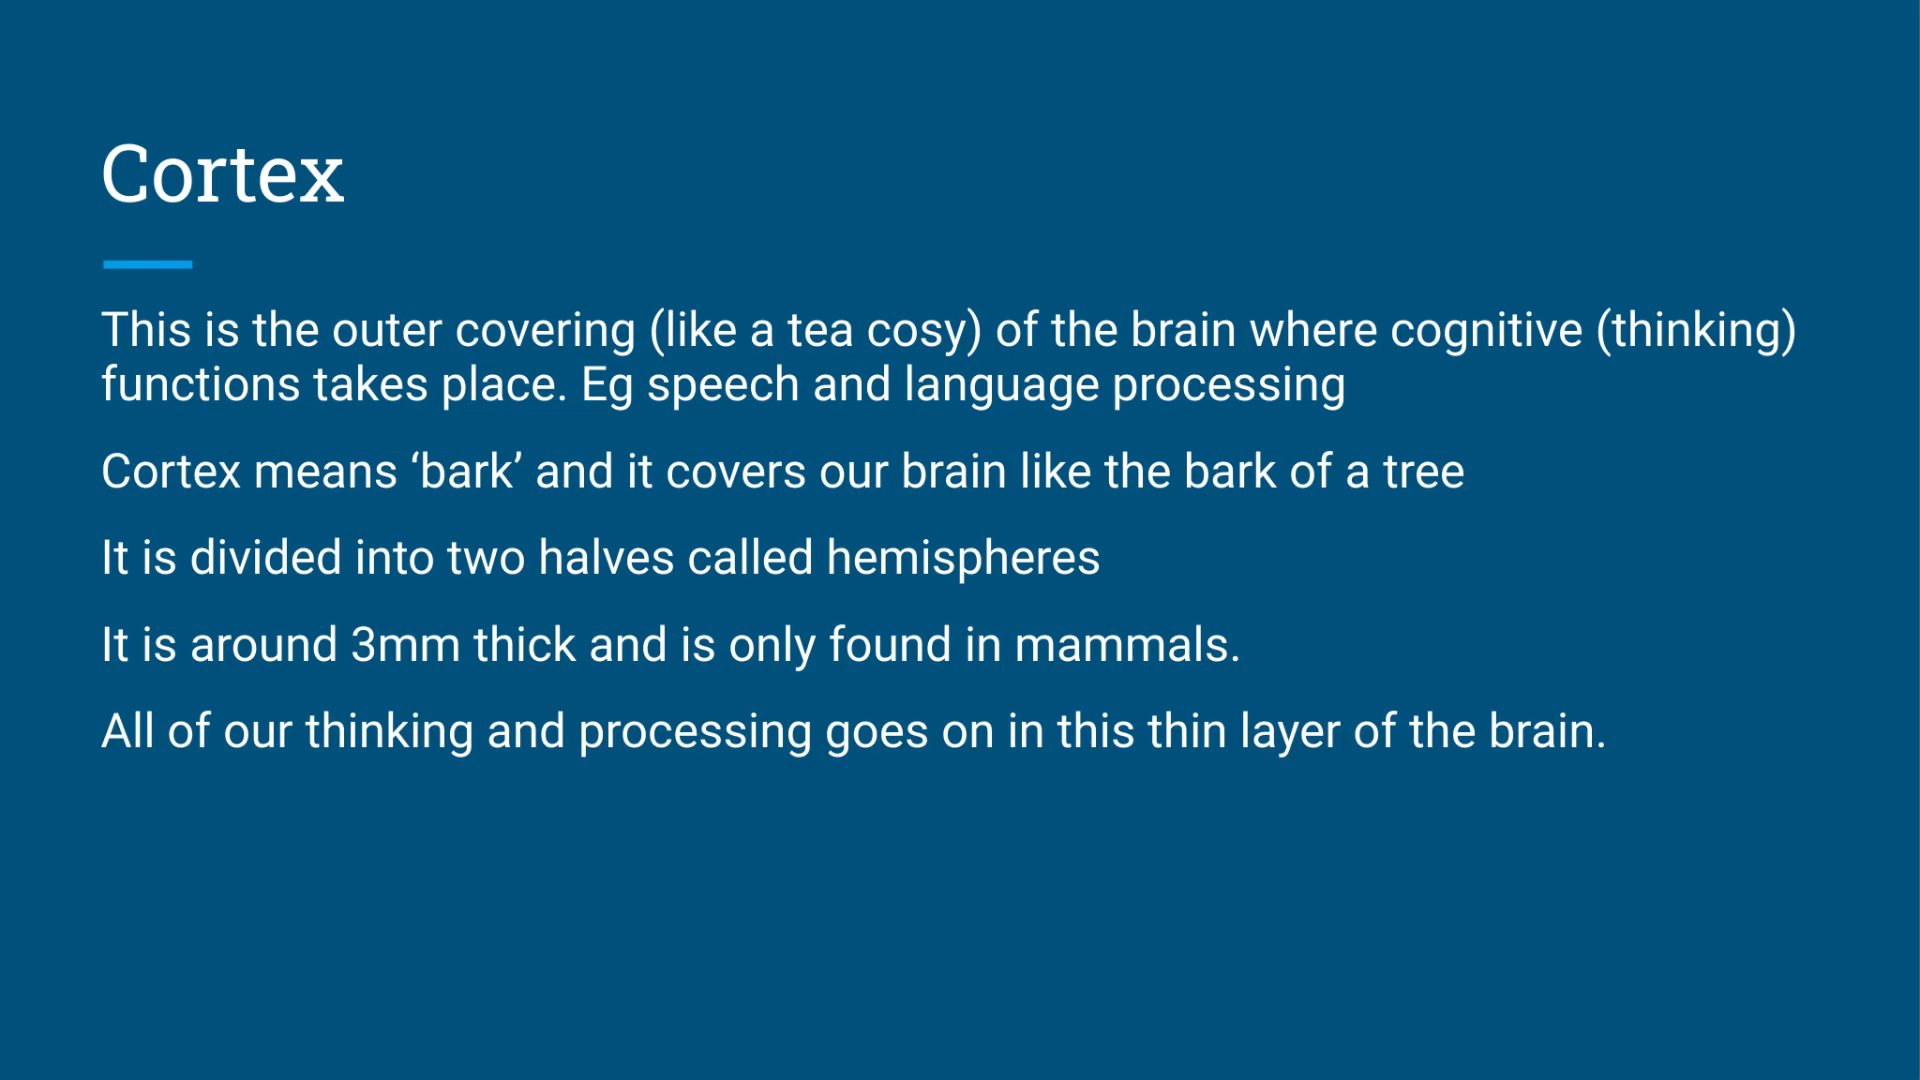 Cortex
This is the outer covering (like a tea cosy) of the brain where cognitive (thinking)
functions takes place. Eg speech and language processing
Cortex means ‘bark’ and it covers our brain like the bark of a tree
It is divided into two halves called hemispheres
It is around 3mm thick and is only found in mammals.
All of our thinking and processing goes on in this thin layer of the brain.